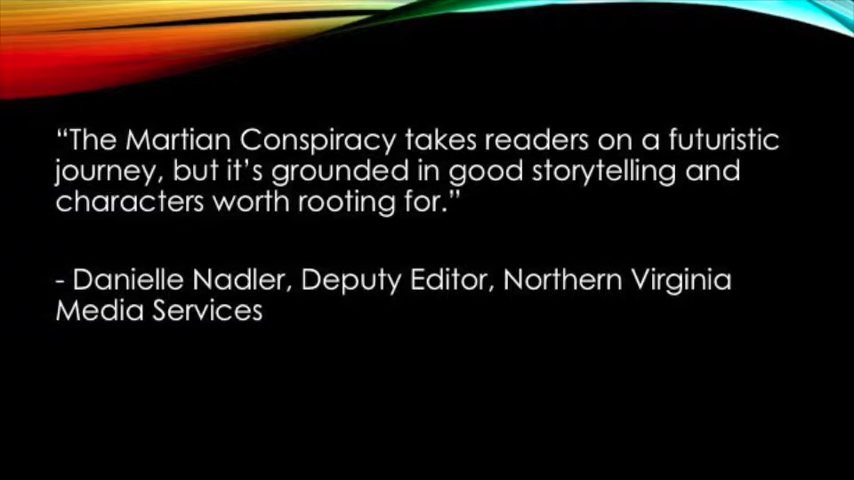 “The Martian Conspiracy takes readers on a futuristic
journey, but it’s grounded in good storytelling and
characters worth rooting for.”
- Danielle Nadler, Deputy Editor, Northern Virginia
Media Services